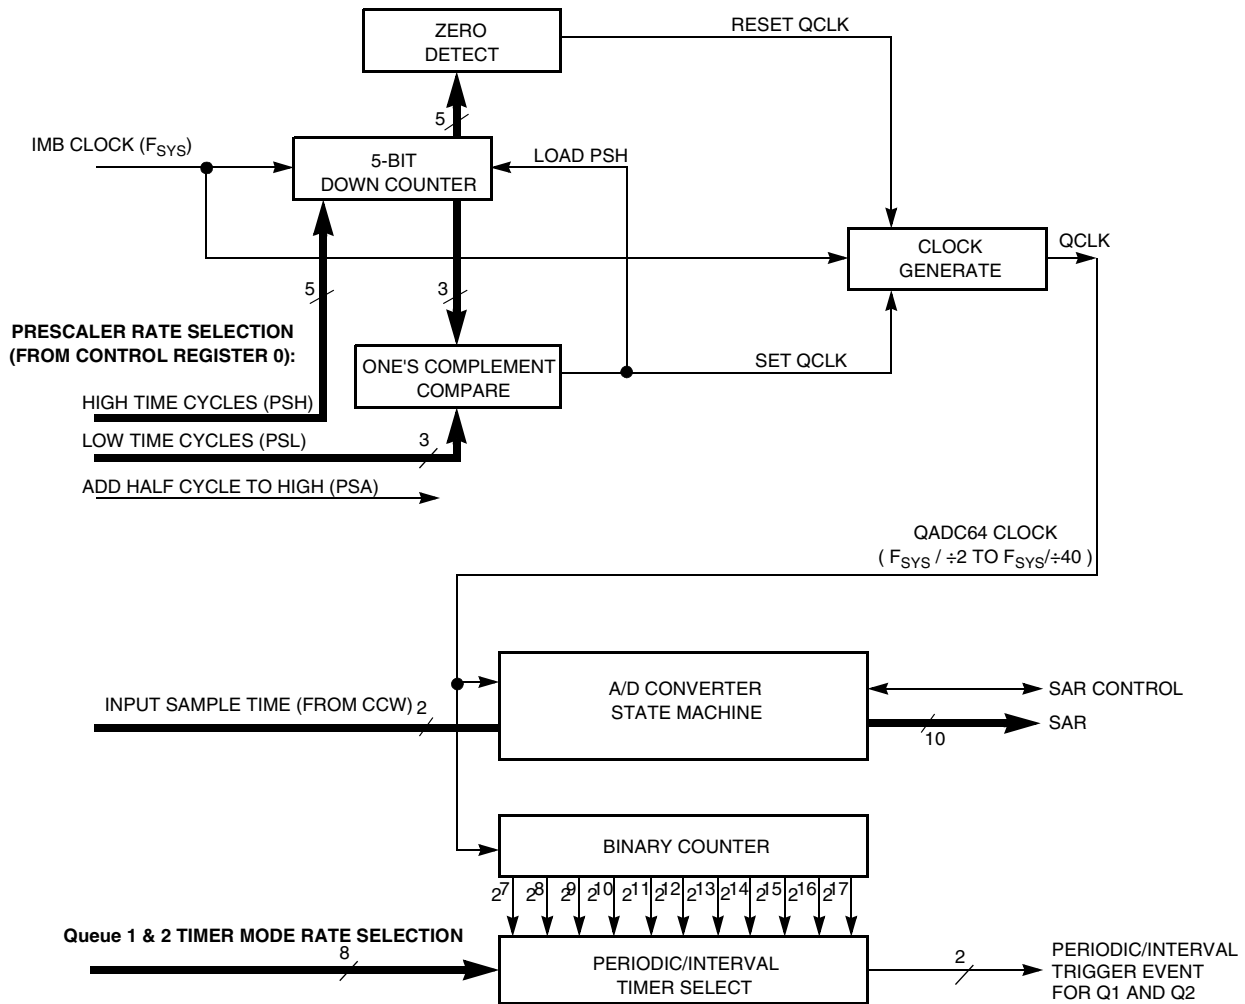 ZERO
DETECT
RESET QCLK
5
IMB CLOCK (FSYS)
5-BIT
DOWN COUNTER
LOAD PSH
CLOCK
GENERATE
QCLK
5
3
PRESCALER RATE SELECTION
(FROM CONTROL REGISTER 0):
ONE'S COMPLEMENT
COMPARE
SET QCLK
HIGH TIME CYCLES (PSH)
LOW TIME CYCLES (PSL)
3
ADD HALF CYCLE TO HIGH (PSA)
QADC64 CLOCK
( FSYS / ÷2 TO FSYS/÷40 )
INPUT SAMPLE TIME (FROM CCW)
2
A/D CONVERTER
STATE MACHINE
SAR CONTROL
SAR
10
BINARY COUNTER
2^7 2^8 2^9 2^10 2^11 2^12 2^13 2^14 2^15 2^16 2^17
Queue 1 & 2 TIMER MODE RATE SELECTION
8
PERIODIC/INTERVAL
TIMER SELECT
2
PERIODIC/INTERVAL
TRIGGER EVENT
FOR Q1 AND Q2